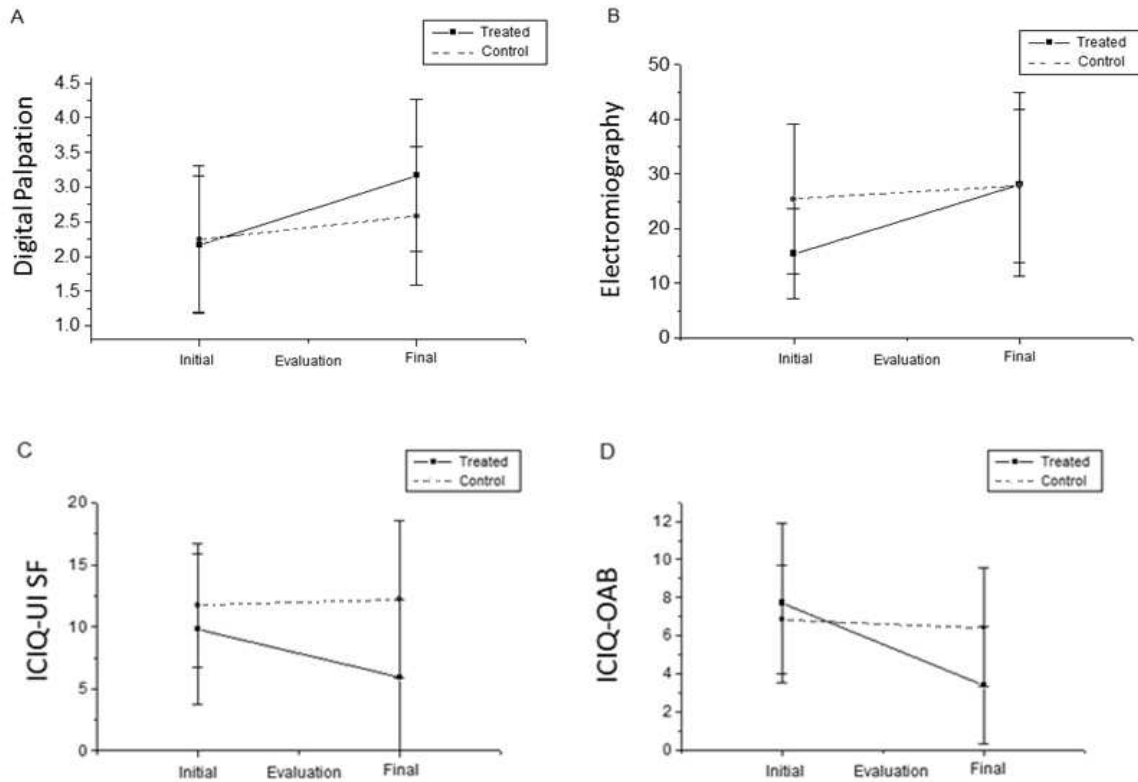 A
Treated
Control
Digital Palpation
4.5
4.0
3.5
3.0
2.5
2.0
1.5
1.0
Initial
Evaluation
Final
B
Treated
Control
Electromiography
50
40
30
20
10
0
Initial
Evaluation
Final
C
Treated
Control
ICIQ-UI SF
20
15
10
5
0
Initial
Evaluation
Final
D
Treated
Control
ICIQ-OAB
12
10
8
6
4
2
0
Initial
Evaluation
Final